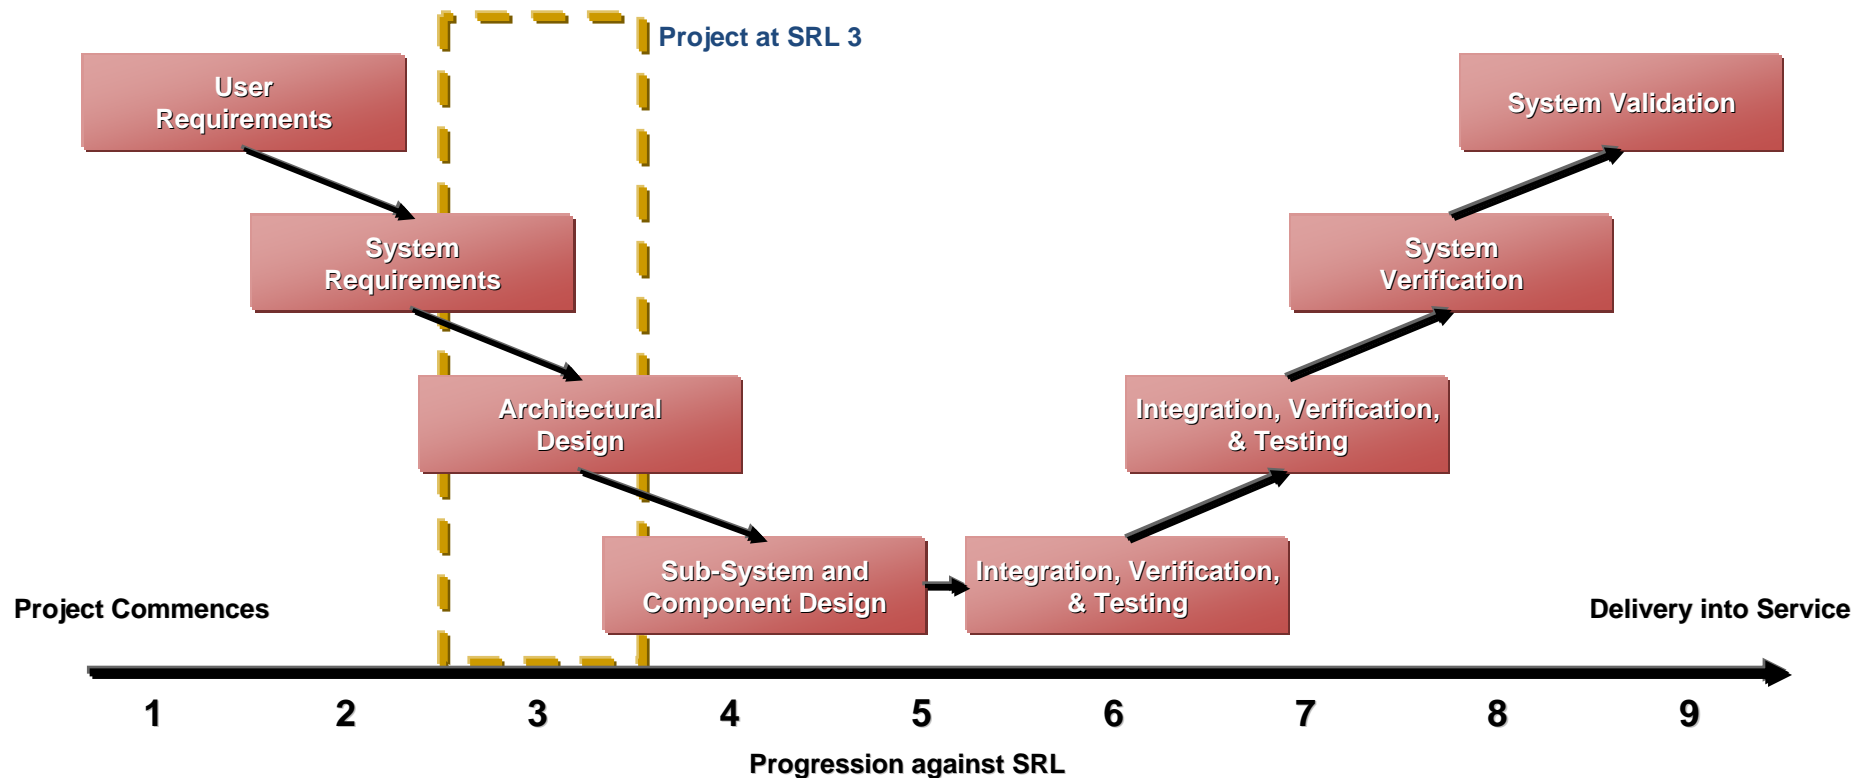 Project at SRL 3
User
Requirements
System Validation
System
Requirements
System
Verification
Architectural
Design
Integration, Verification,
& Testing
Sub-System and
Component Design
Integration, Verification,
& Testing
Project Commences
Delivery into Service
1 2 3 4 5 6 7 8 9
Progression against SRL